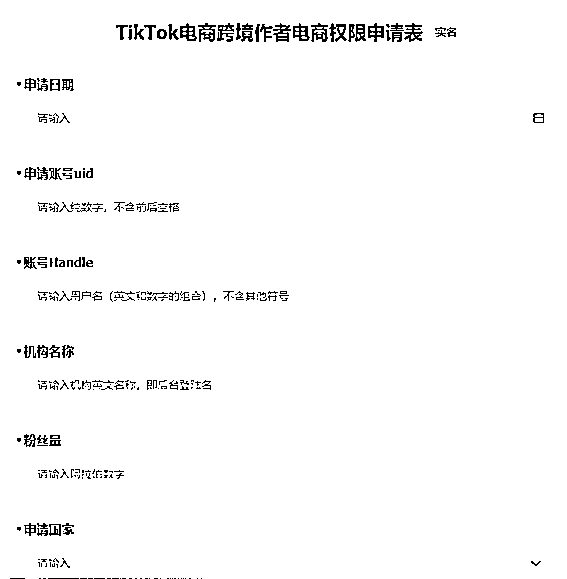 TikTok电商跨境作者电商权限申请表 实名
•申请日期
请输入
•申请账号uid
请输入纯数字，不含前后空格
•账号Handle
请输入用户名（英文和数字的组合），不含其他符号
•机构名称
请输入机构英文名称，即后台登陆名
•粉丝量
请输入阿拉伯数字
•申请国家
请输入